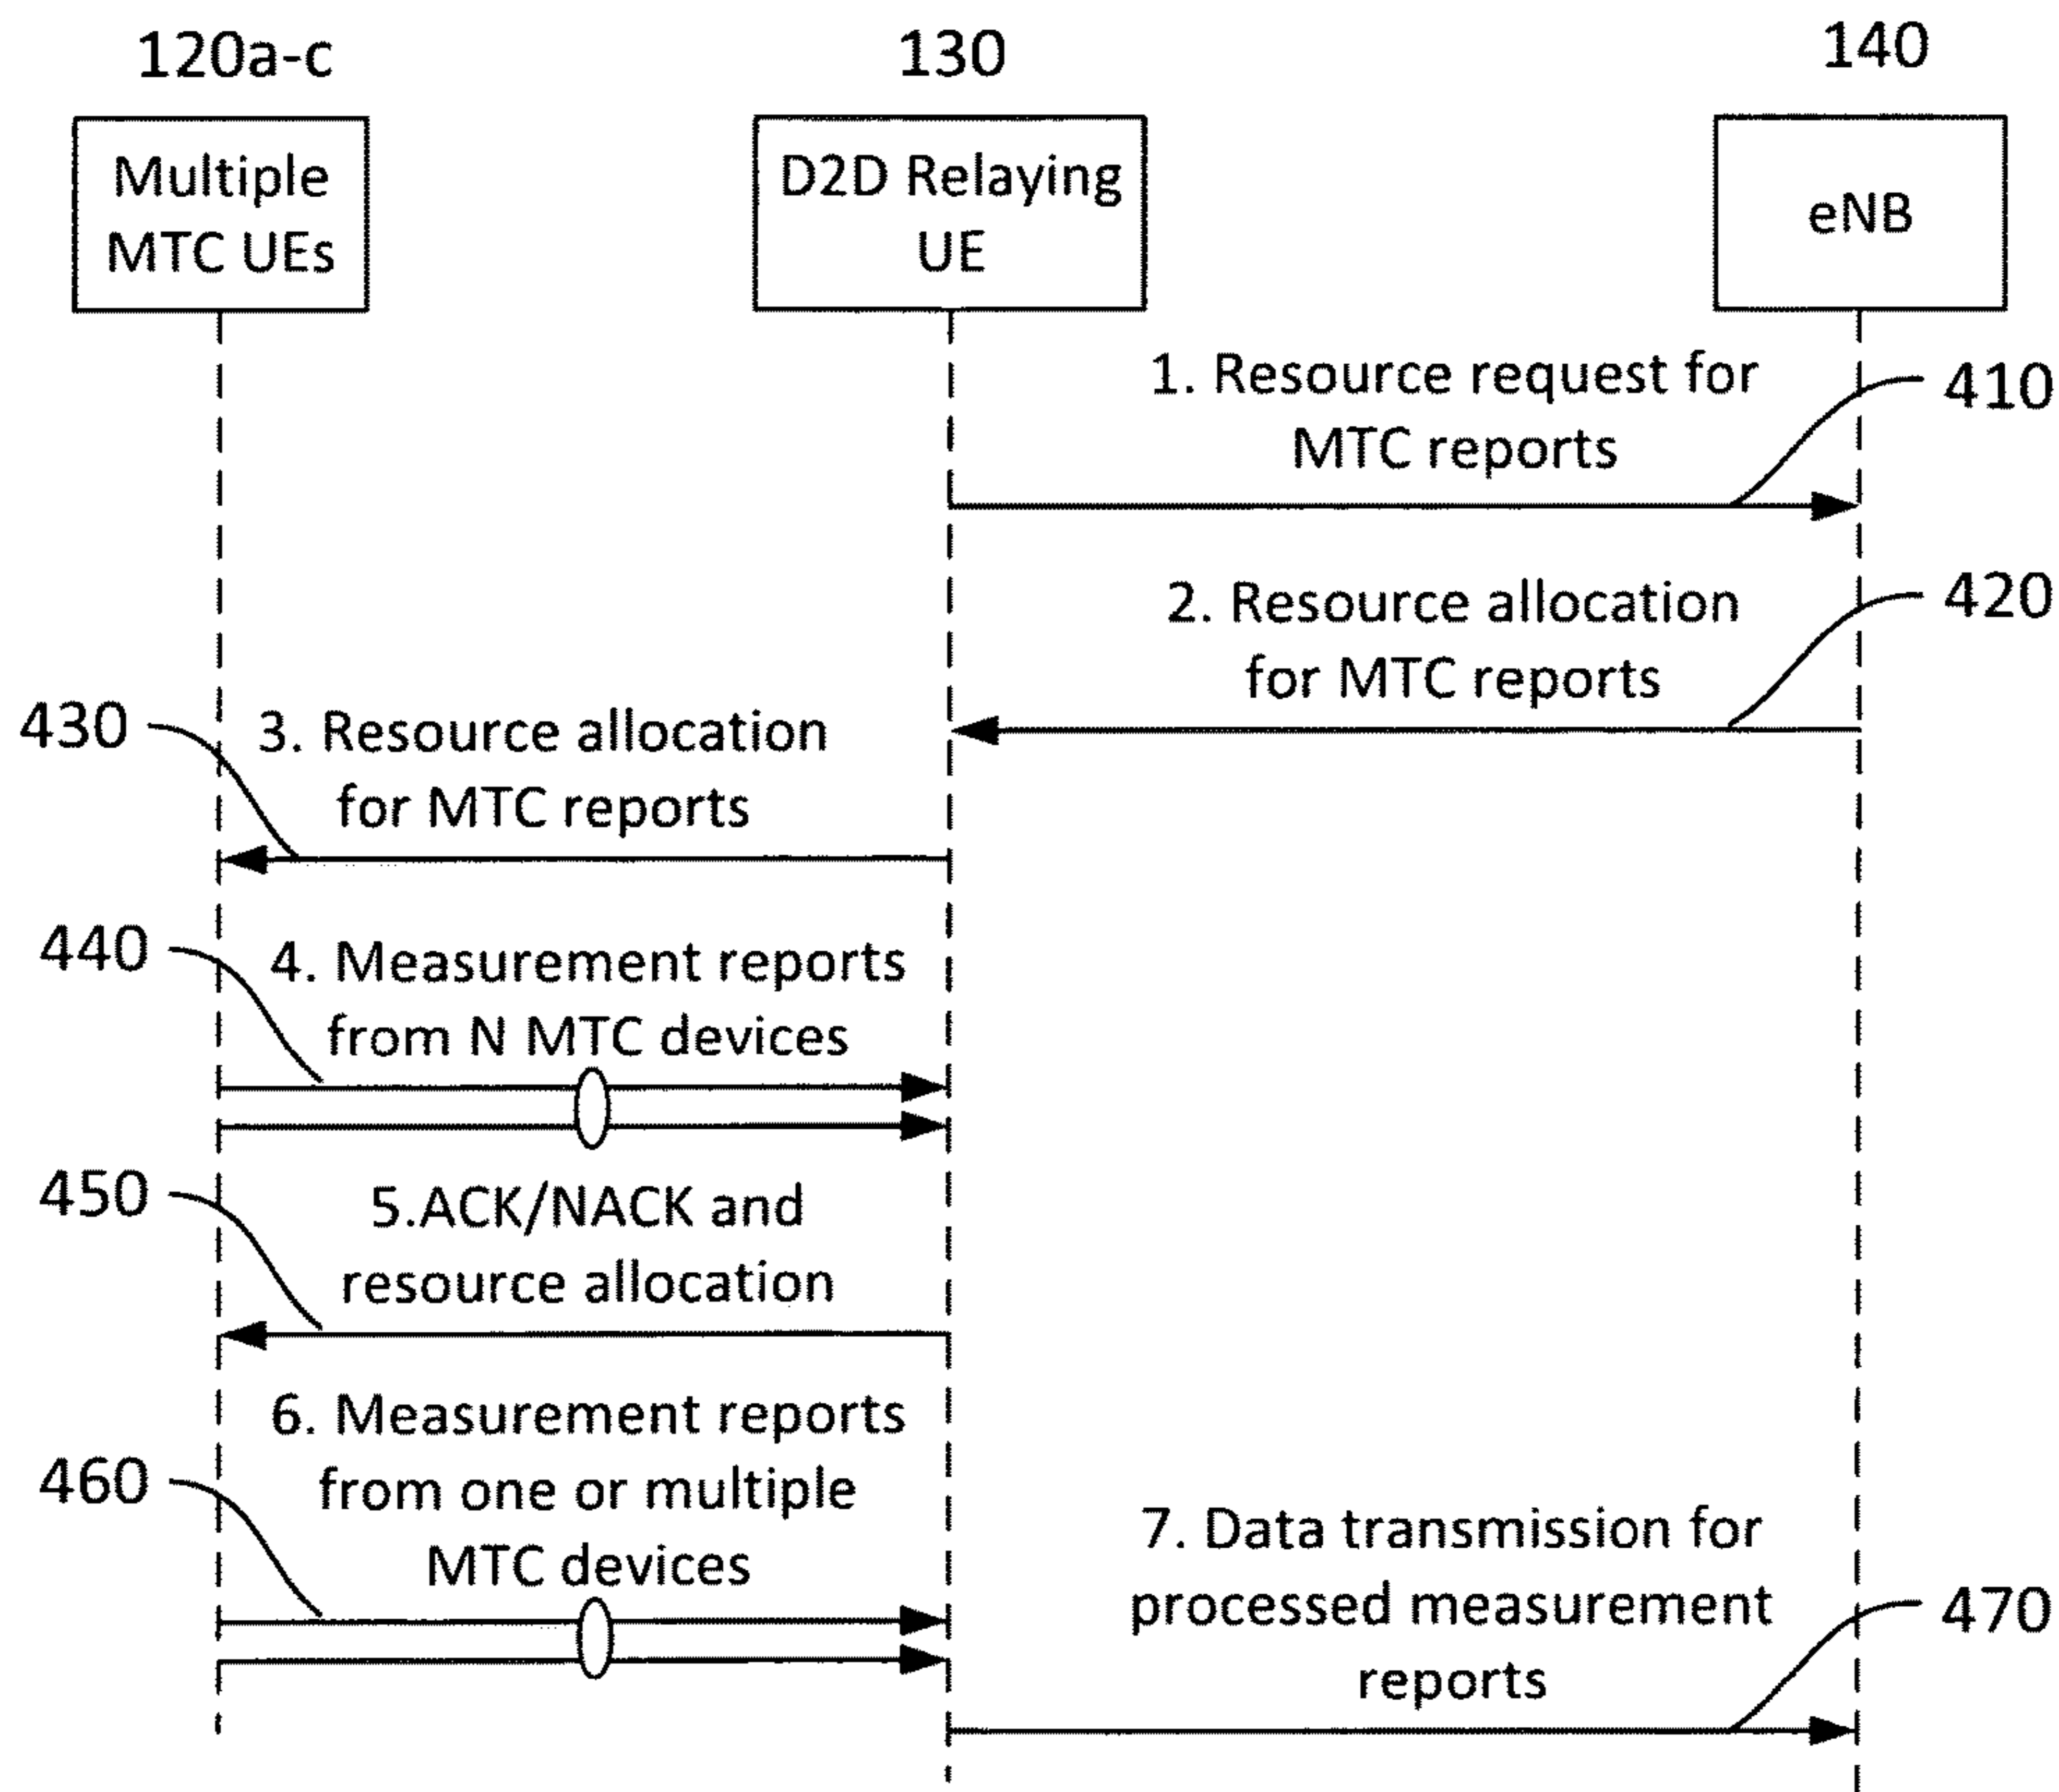 120a-c
130
140
Multiple
MTC UEs
D2D Relaying
UE
eNB
1. Resource request for
MTC reports
410
2. Resource allocation
for MTC reports
420
430
3. Resource allocation
for MTC reports
440
4. Measurement reports
from N MTC devices
450
5.ACK/NACK and
resource allocation
460
6. Measurement reports
from one or multiple
MTC devices
7. Data transmission for
processed measurement
reports
470